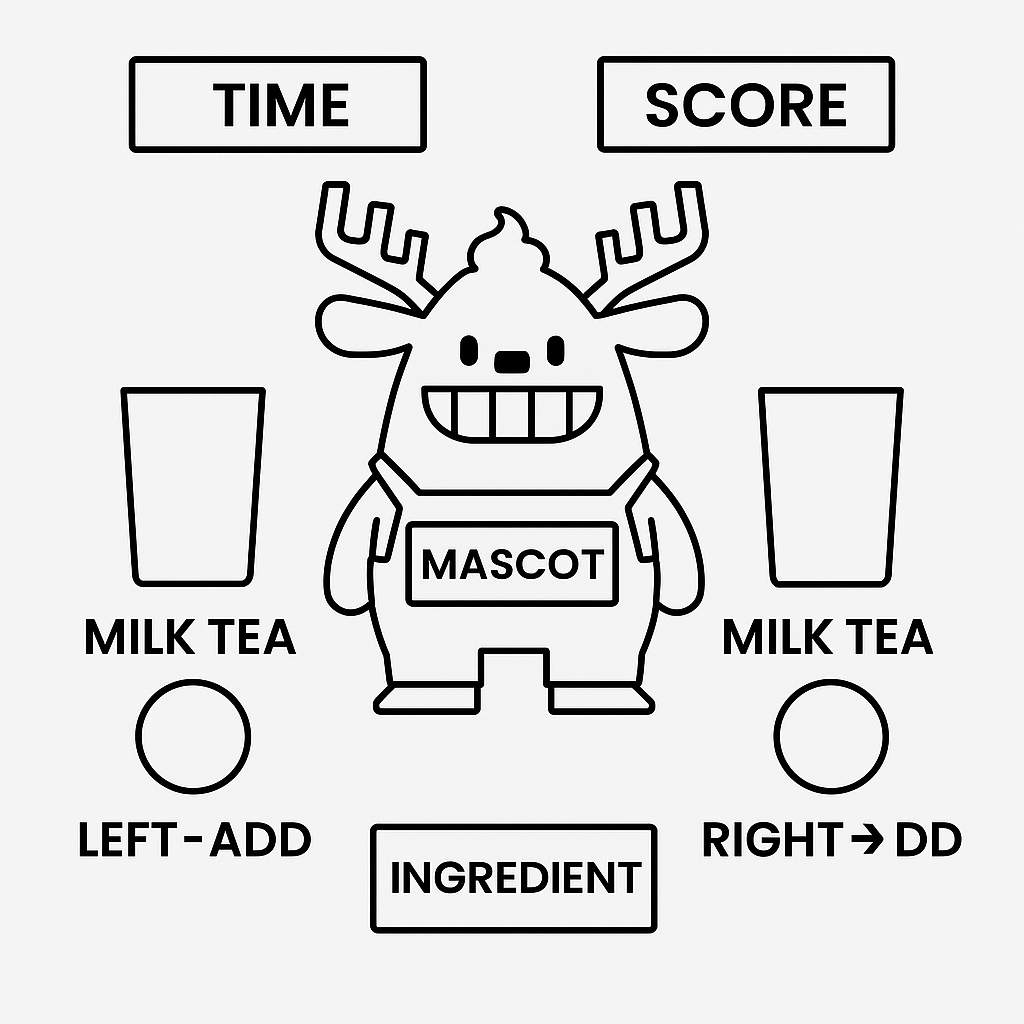 TIME
SCORE
MASCOT
MILK TEA
MILK TEA
LEFT-ADD
RIGHT➔DD
INGREDIENT